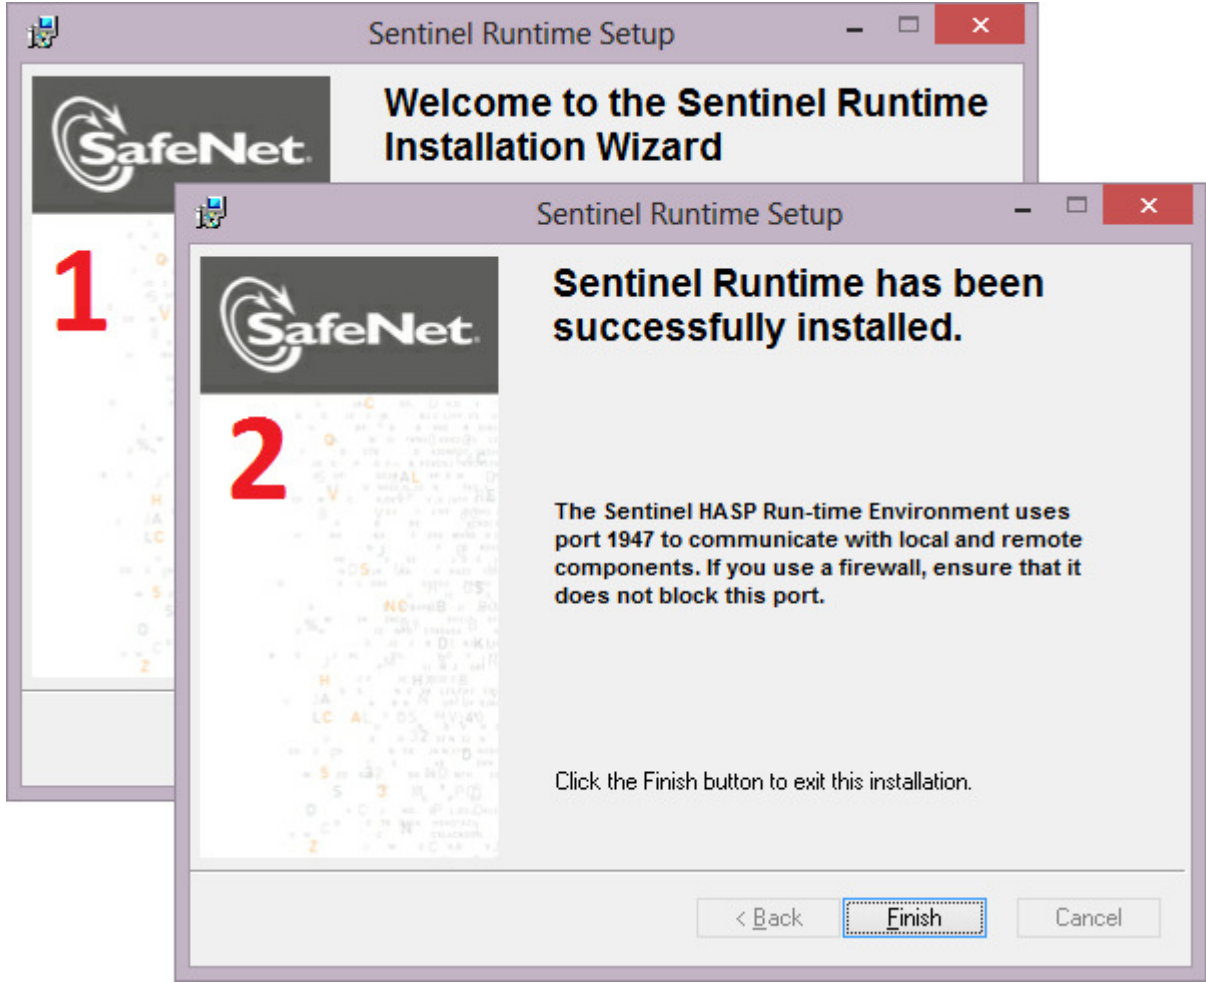 Sentinel Runtime Setup
SafeNet.
Welcome to the Sentinel Runtime
Installation Wizard
1
Sentinel Runtime Setup
SafeNet.
Sentinel Runtime has been
successfully installed.
2
The Sentinel HASP Run-time Environment uses
port 1947 to communicate with local and remote
components. If you use a firewall, ensure that it
does not block this port.
Click the Finish button to exit this installation.
< Back
Finish
Cancel